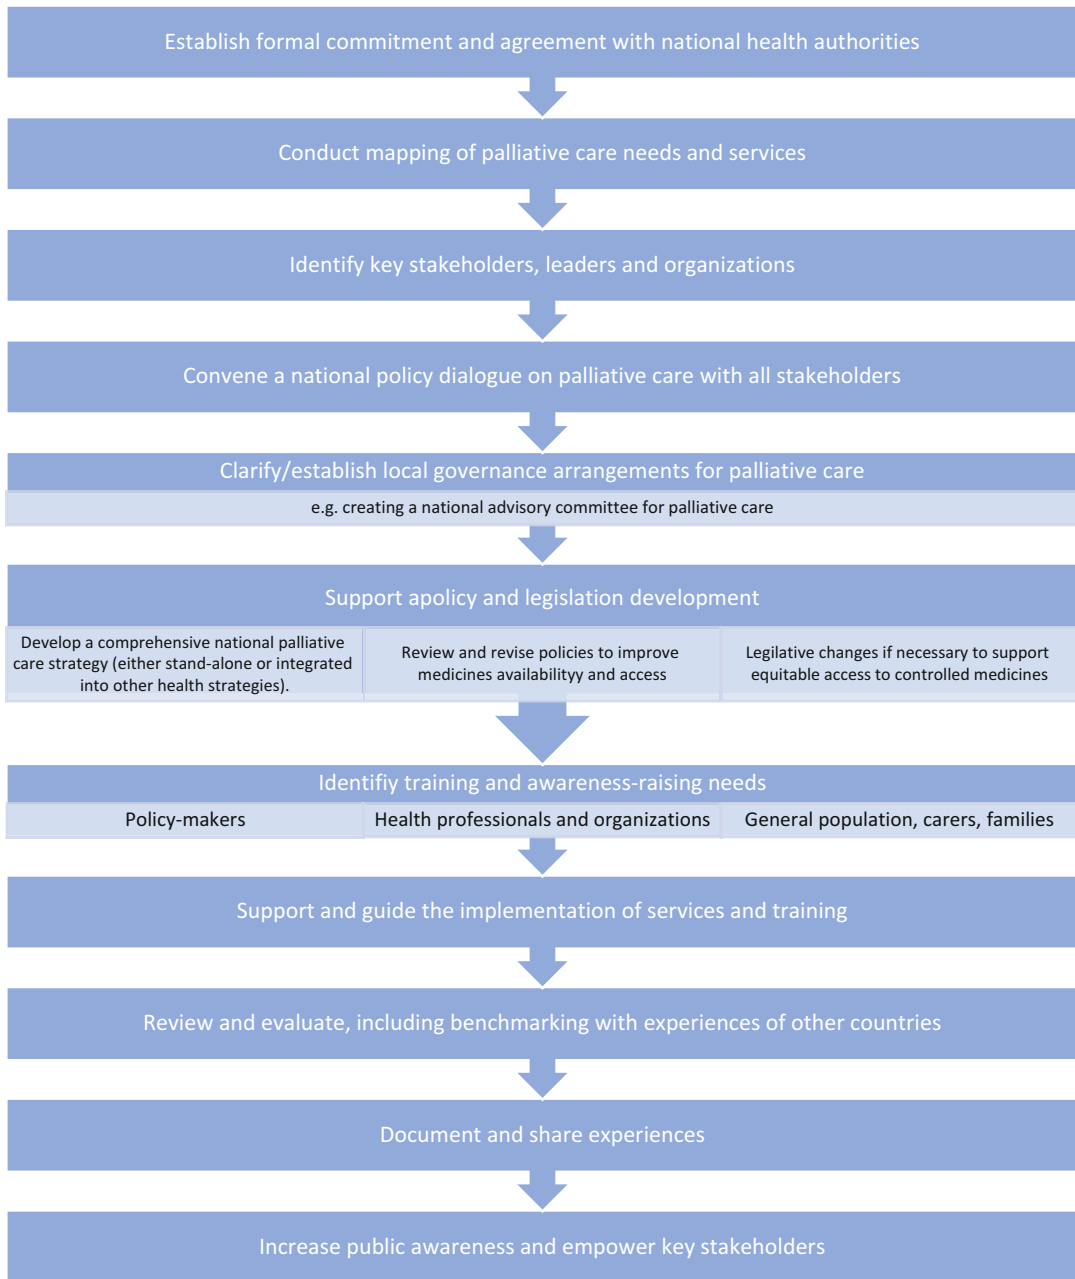 Establish formal commitment and agreement with national health authorities
Conduct mapping of palliative care needs and services
Identify key stakeholders, leaders and organizations
Convene a national policy dialogue on palliative care with all stakeholders
Clarify/establish local governance arrangements for palliative care
e.g. creating a national advisory committee for palliative care
Support apolicy and legislation development
Develop a comprehensive national palliative
care strategy (either stand-alone or integrated
into other health strategies).
Review and revise policies to improve
medicines availabilityy and access
Legilative changes if necessary to support
equitable access to controlled medicines
Identifiy training and awareness-raising needs
Policy-makers
Health professionals and organizations
General population, carers, families
Support and guide the implementation of services and training
Review and evaluate, including benchmarking with experiences of other countries
Document and share experiences
Increase public awareness and empower key stakeholders